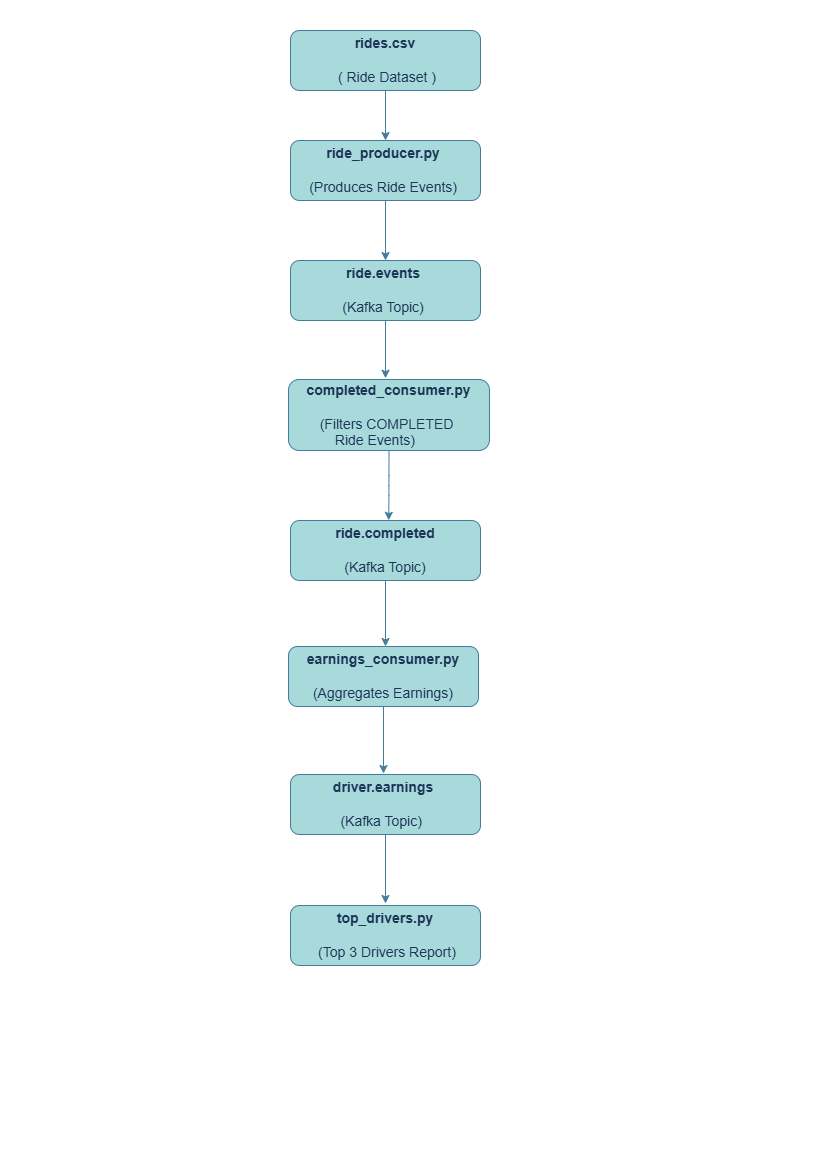 rides.csv
( Ride Dataset )
ride_producer.py
(Produces Ride Events)
ride.events
(Kafka Topic)
completed_consumer.py
(Filters COMPLETED
Ride Events)
ride.completed
(Kafka Topic)
earnings_consumer.py
(Aggregates Earnings)
driver.earnings
(Kafka Topic)
top_drivers.py
(Top 3 Drivers Report)